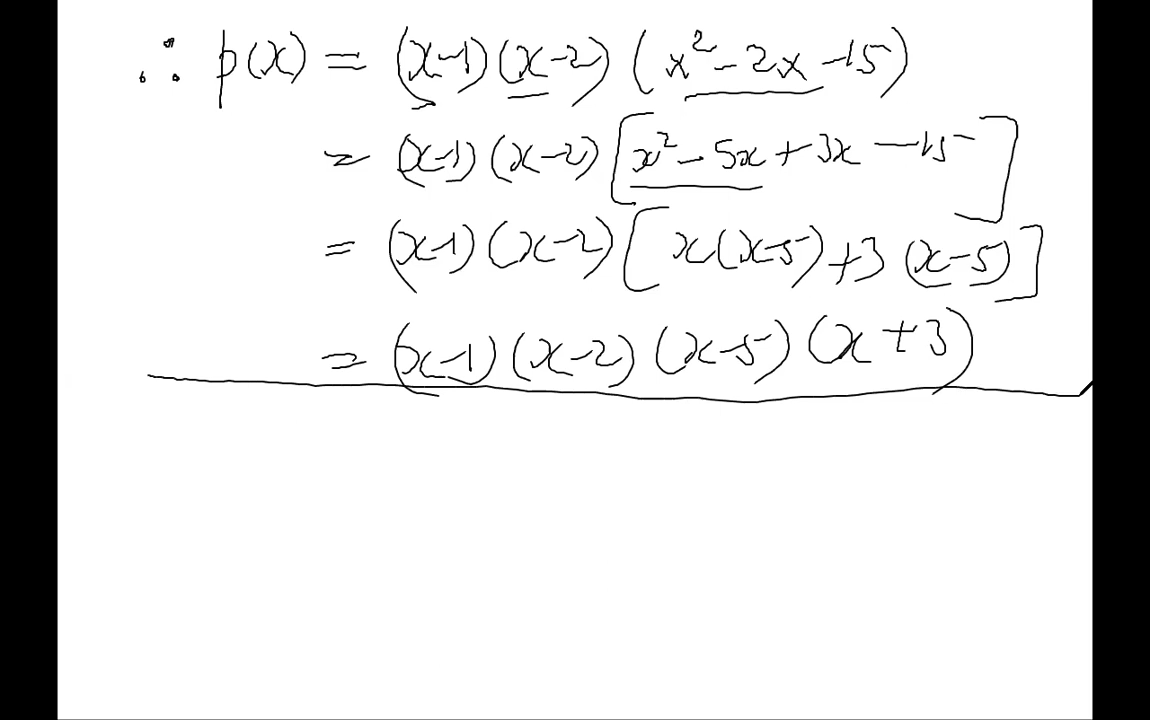 ∴ p(x) = (x-1)(x-2)(x²-2x-15)
= (x-1)(x-2)[x²-5x+3x-15]
= (x-1)(x-2)[x(x-5)+3(x-5)]
= (x-1)(x-2)(x-5)(x+3)